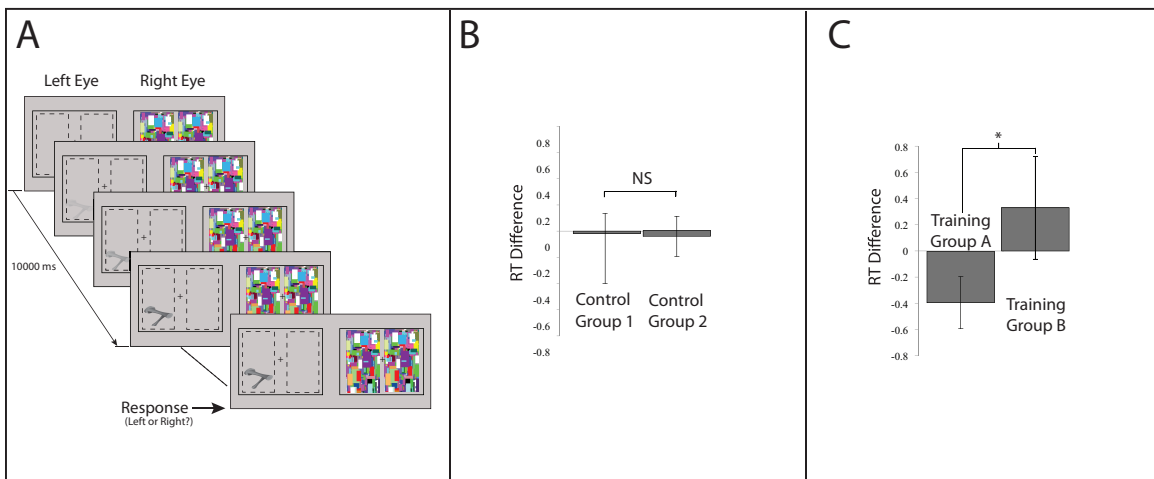 A
Left Eye
Right Eye
10000 ms
Response
(Left or Right?)
B
RT Difference
0.8
0.6
0.4
0.2
0
-0.2
-0.4
-0.6
-0.8
NS
Control
Group 1
Control
Group 2
C
RT Difference
0.8
0.6
0.4
0.2
0
-0.2
-0.4
-0.6
-0.8
*
Training
Group A
Training
Group B